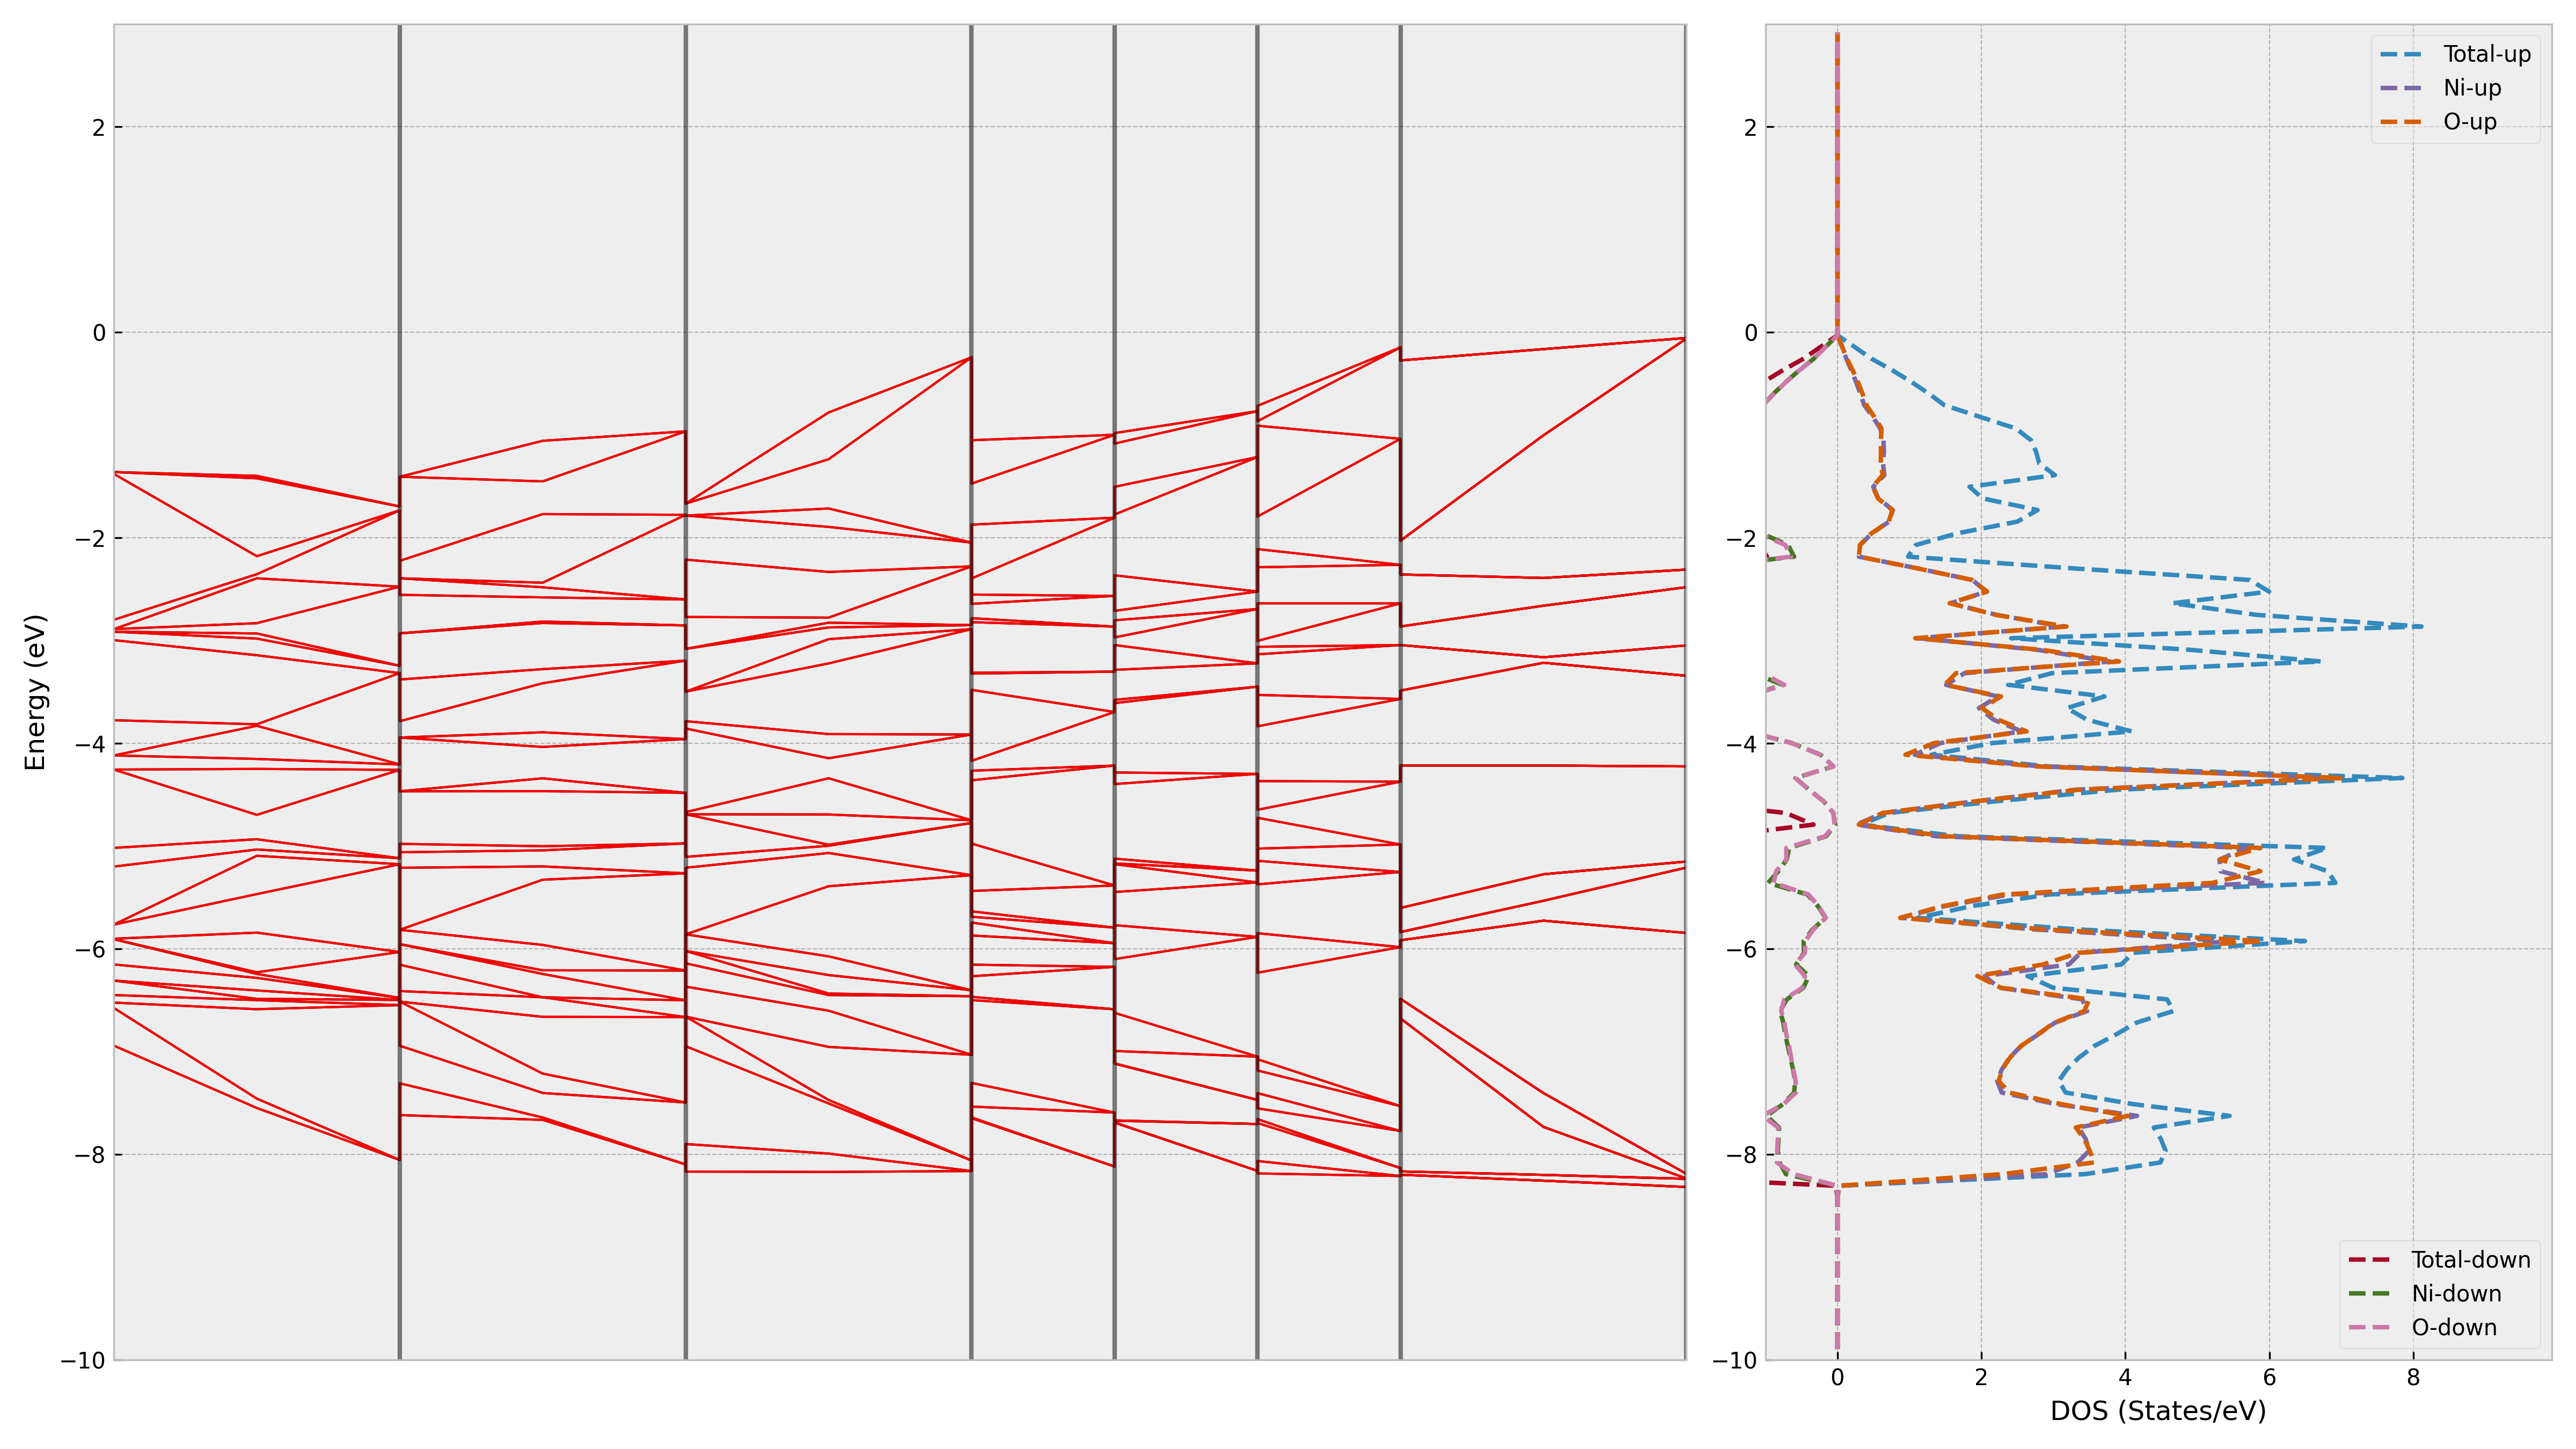 2
0
−2
−4
−6
−8
−10
Energy (eV)
2
0
−2
−4
−6
−8
−10
0 2 4 6 8
DOS (States/eV)
Total-up
Ni-up
O-up
Total-down
Ni-down
O-down